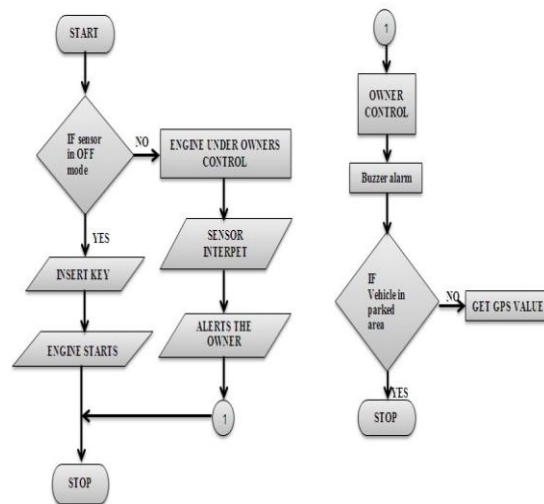 START
IF sensor
in OFF
mode
NO
ENGINE UNDER OWNERS
CONTROL
YES
SENSOR
INTERPET
INSERT KEY
ALERTS THE
OWNER
ENGINE STARTS
1
STOP
1
OWNER
CONTROL
Buzzer alarm
IF
Vehicle in
parked
area
NO
GET GPS VALUE
YES
STOP